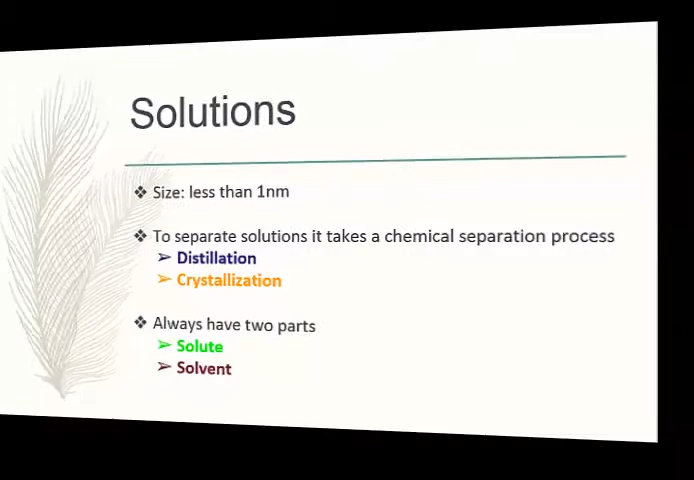 Solutions
❖ Size: less than 1nm
❖ To separate solutions it takes a chemical separation process
➢ Distillation
➢ Crystallization
❖ Always have two parts
➢ Solute
➢ Solvent